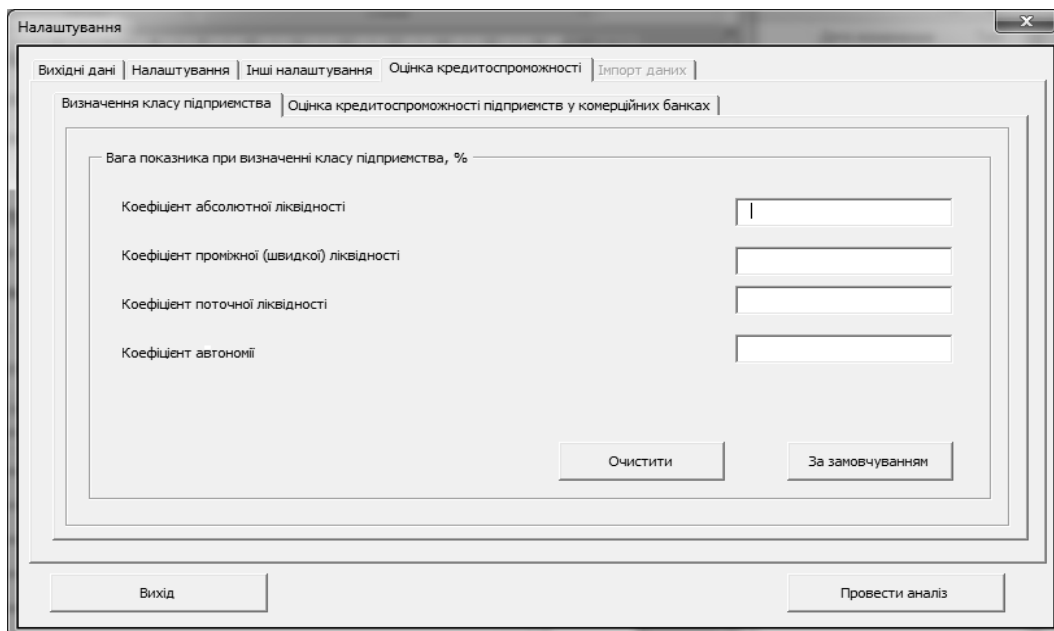 Налаштування
Вихідні дані Налаштування Інші налаштування Оцінка кредитоспроможності Імпорт даних
Визначення класу підприємства Оцінка кредитоспроможності підприємств у комерційних банках
Вага показника при визначенні класу підприємства, %
Коефіцієнт абсолютної ліквідності
Коефіцієнт проміжної (швидкої) ліквідності
Коефіцієнт поточної ліквідності
Коефіцієнт автономії
Очистити За замовчуванням
Вихід Провести аналіз